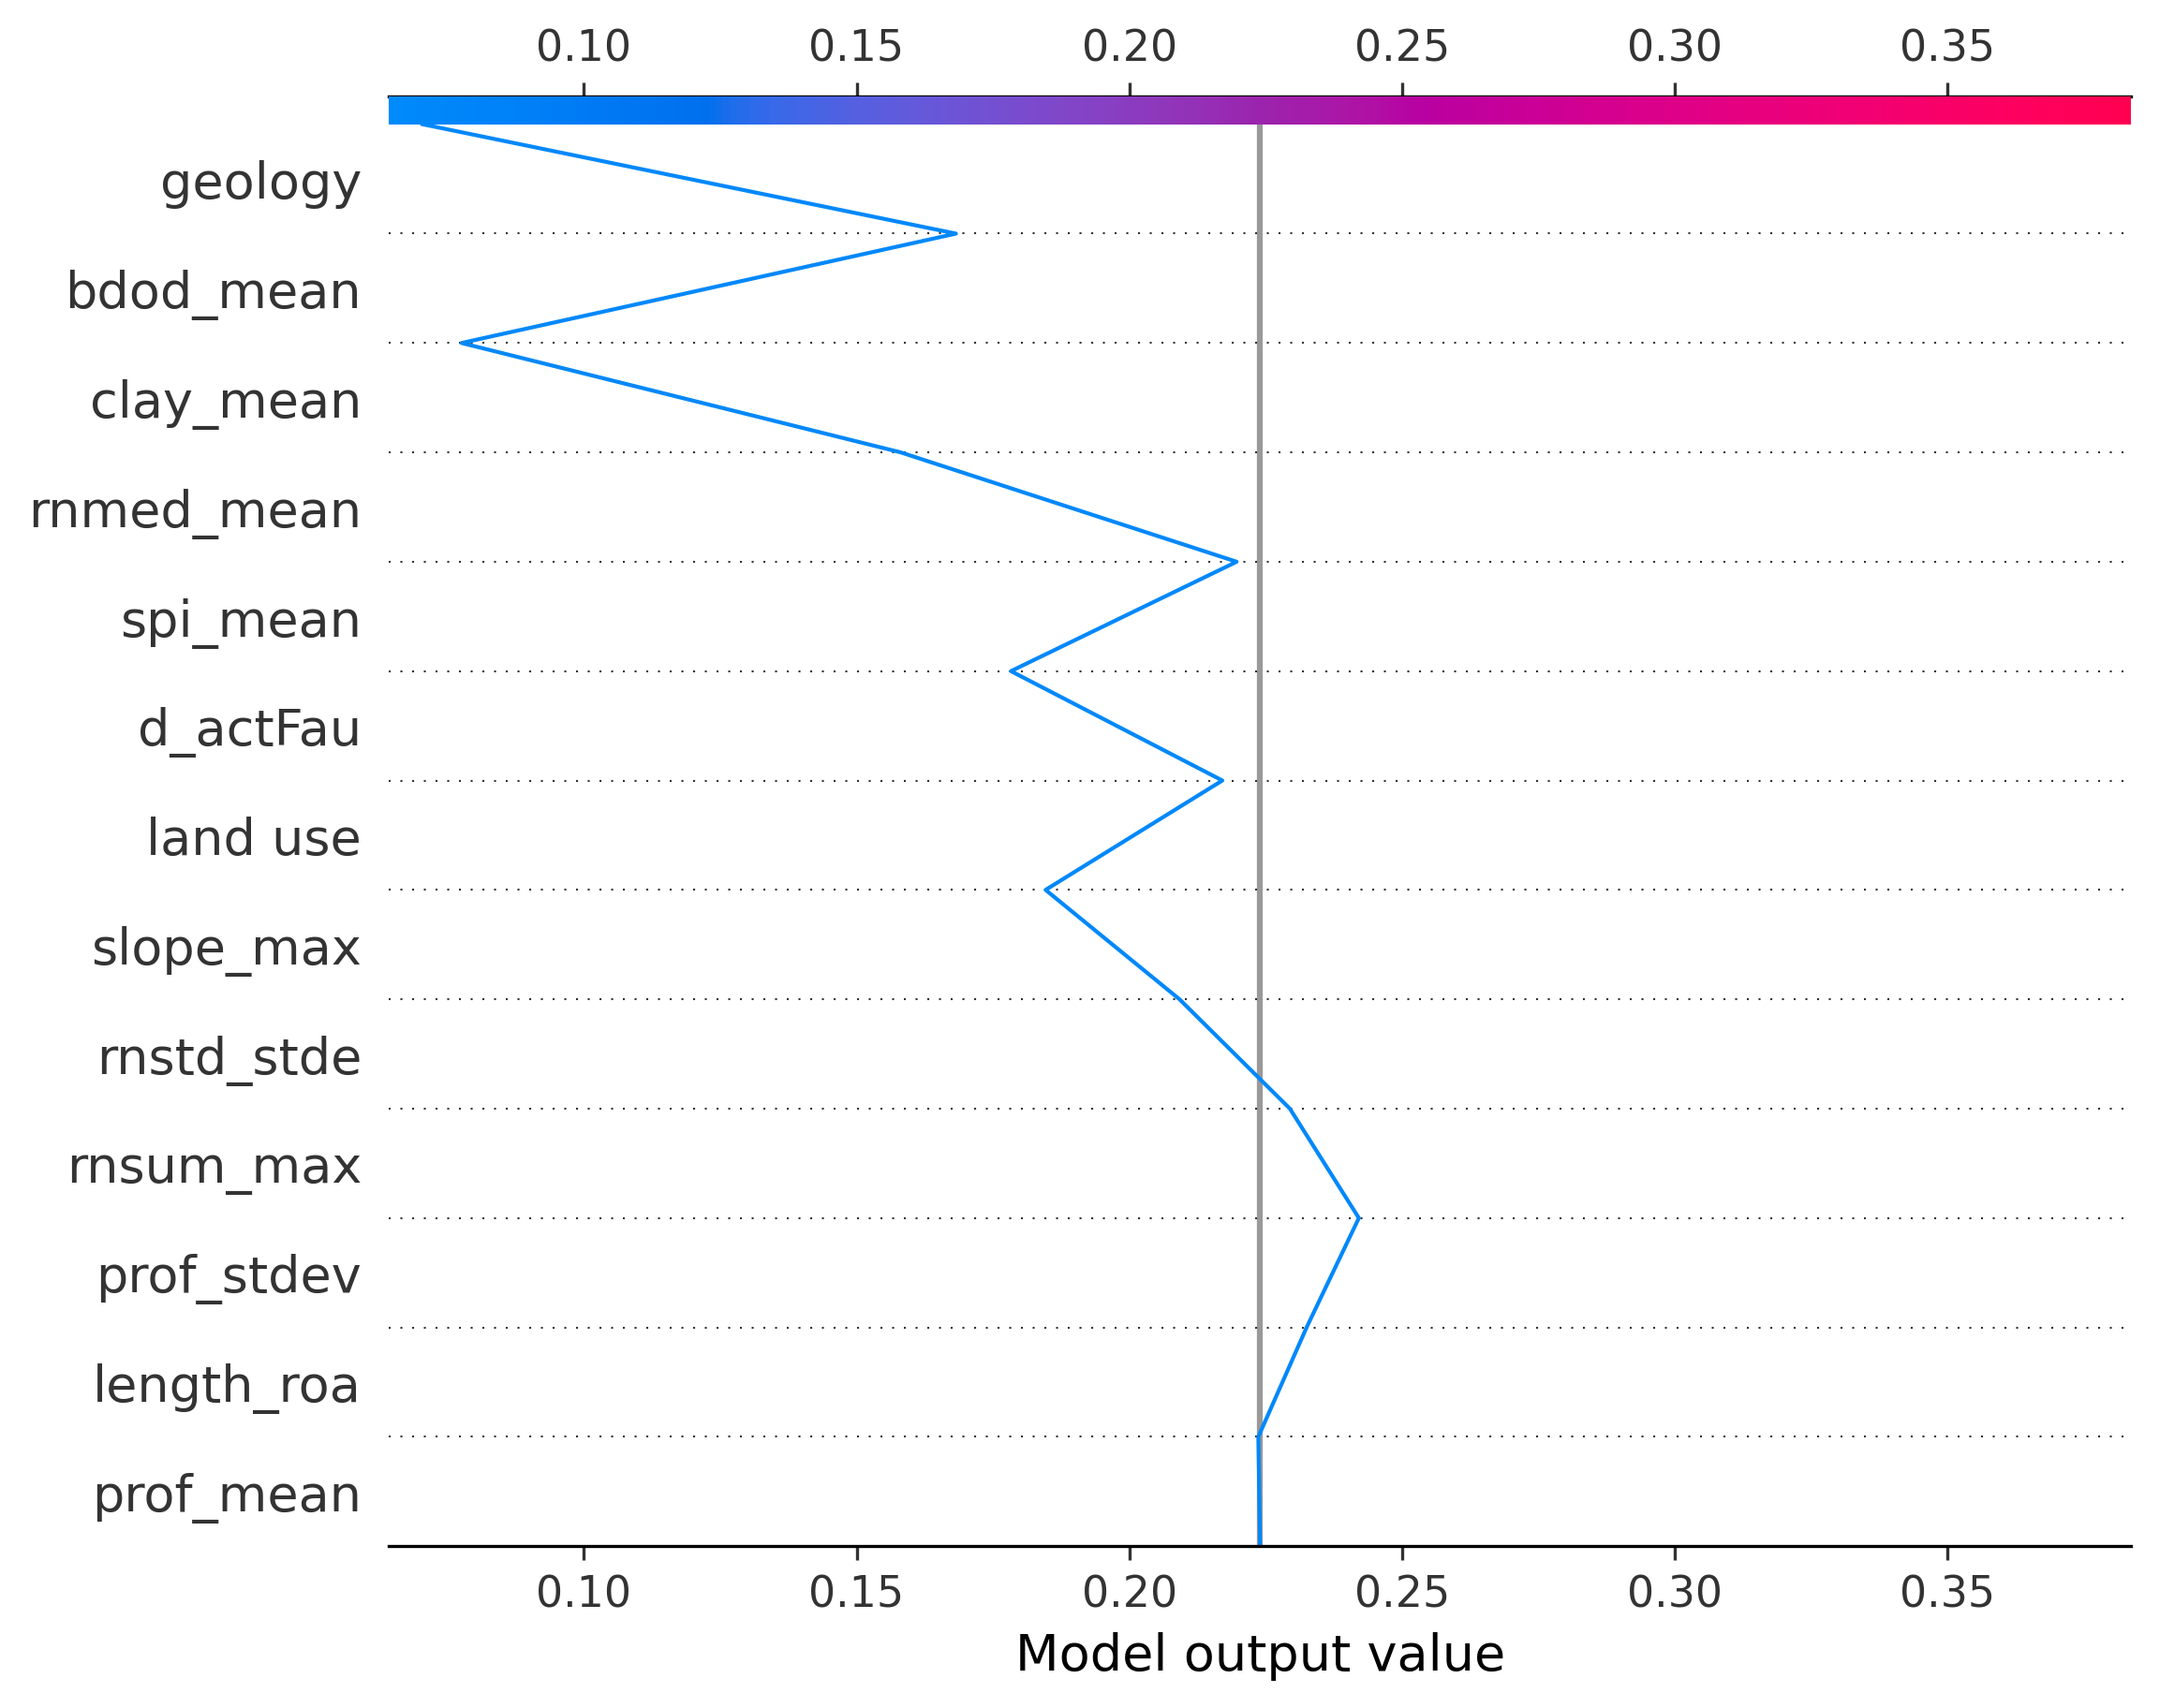 0.10 0.15 0.20 0.25 0.30 0.35
geology
bdod_mean
clay_mean
rnmed_mean
spi_mean
d_actFau
land use
slope_max
rnstd_stde
rnsum_max
prof_stdev
length_roa
prof_mean
0.10 0.15 0.20 0.25 0.30 0.35
Model output value